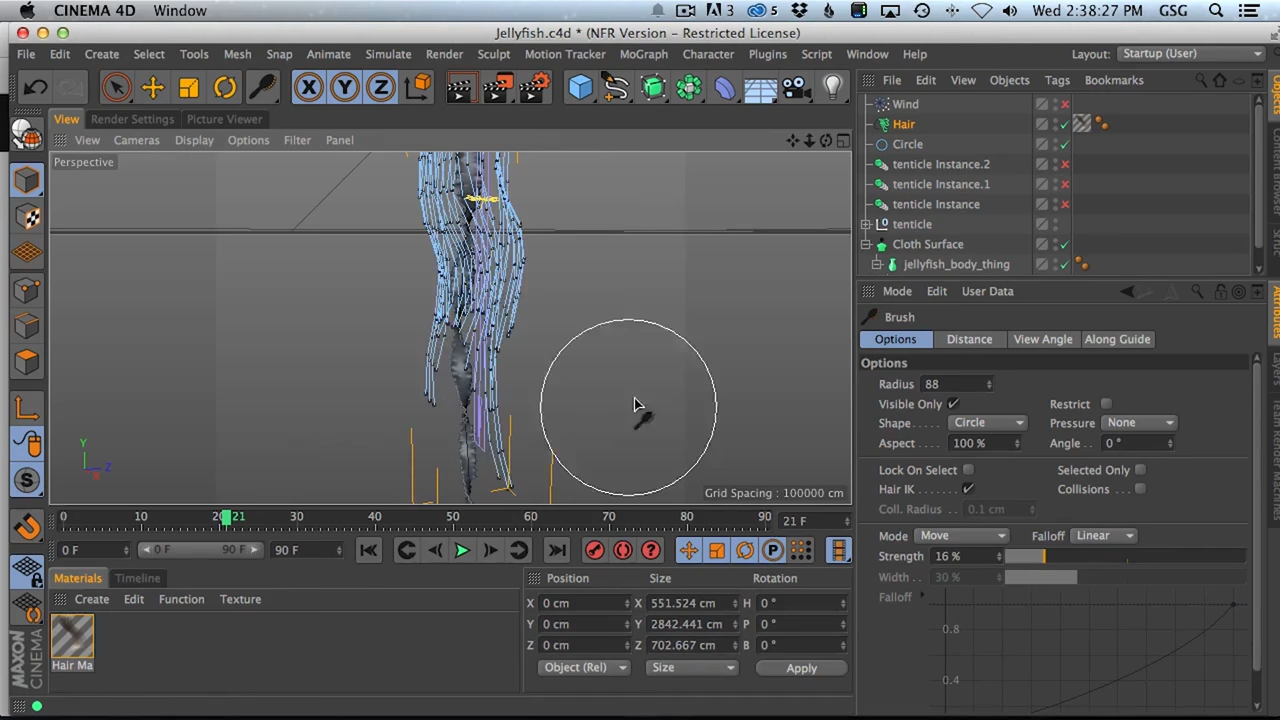 CINEMA 4D Window 3 5 Wed 2:38:27 PM GSG
Jellyfish.c4d * (NFR Version - Restricted License)
File Edit Create Select Tools Mesh Snap Animate Simulate Render Sculpt Motion Tracker MoGraph Character Plugins Script Window Help Layout: Startup (User)
X Y Z
File Edit View Objects Tags Bookmarks
View Render Settings Picture Viewer
View Cameras Display Options Filter Panel
Perspective
Wind
Hair
Circle
tenticle Instance.2
tenticle Instance.1
tenticle Instance
tenticle
Cloth Surface
jellyfish_body_thing
Mode Edit User Data
Brush
Options Distance View Angle Along Guide
Options
Radius 88
Visible Only Restrict
Shape Circle Pressure None
Aspect 100 % Angle 0 °
Lock On Select Selected Only
Hair IK Collisions
Coll. Radius 0.1 cm
Mode Move Falloff Linear
Strength 16 %
Width 30 %
Falloff
0.8
0.4
Y
Z
X
Grid Spacing : 100000 cm
0 10 20 21 30 40 50 60 70 80 90 21 F
0 F 0 F 90 F 90 F
Materials Timeline
Create Edit Function Texture
Hair Ma
Position Size Rotation
X 0 cm X 551.524 cm H 0 °
Y 0 cm Y 2842.441 cm P 0 °
Z 0 cm Z 702.667 cm B 0 °
Object (Rel) Size Apply
MAXON
CINEMA 4D
Objects
Content Browser
Attributes
Layers